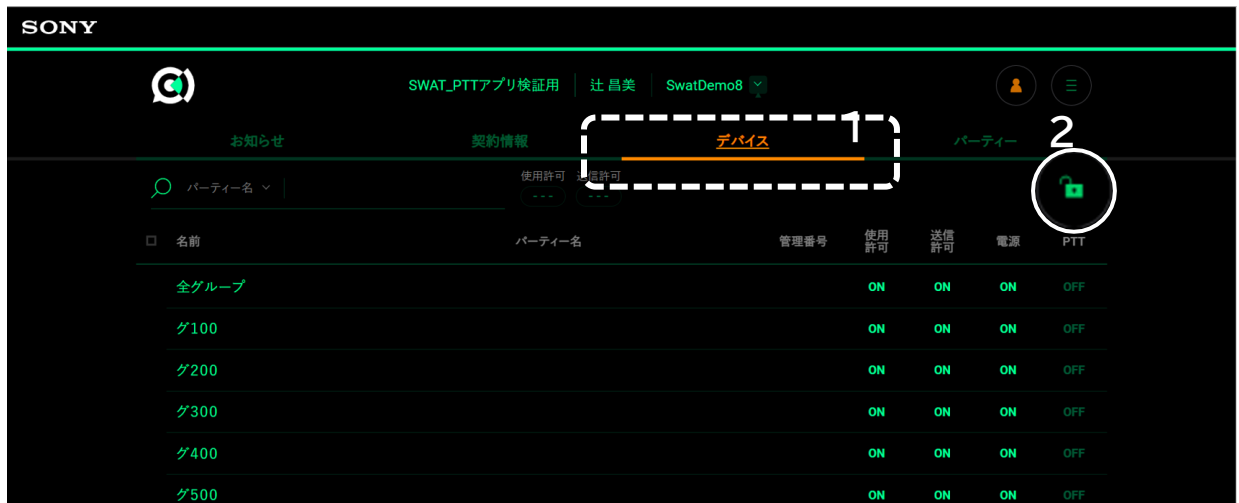 SONY
SWAT_PTTアプリ検証用 辻 昌美 SwatDemo8
お知らせ 契約情報 デバイス パーティー
1 2
パーティー名 使用許可 送信許可
--- ---
名前 パーティー名 管理番号 使用許可 送信許可 電源 PTT
全グループ ON ON ON OFF
グ100 ON ON ON OFF
グ200 ON ON ON OFF
グ300 ON ON ON OFF
グ400 ON ON ON OFF
グ500 ON ON ON OFF